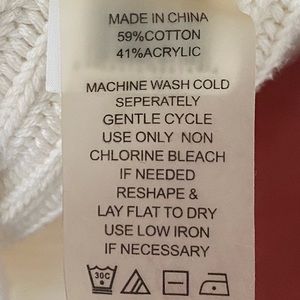 MADE IN CHINA
59%COTTON
41%ACRYLIC
MACHINE WASH COLD
SEPERATELY
GENTLE CYCLE
USE ONLY NON
CHLORINE BLEACH
IF NEEDED
RESHAPE &
LAY FLAT TO DRY
USE LOW IRON
IF NECESSARY
30C